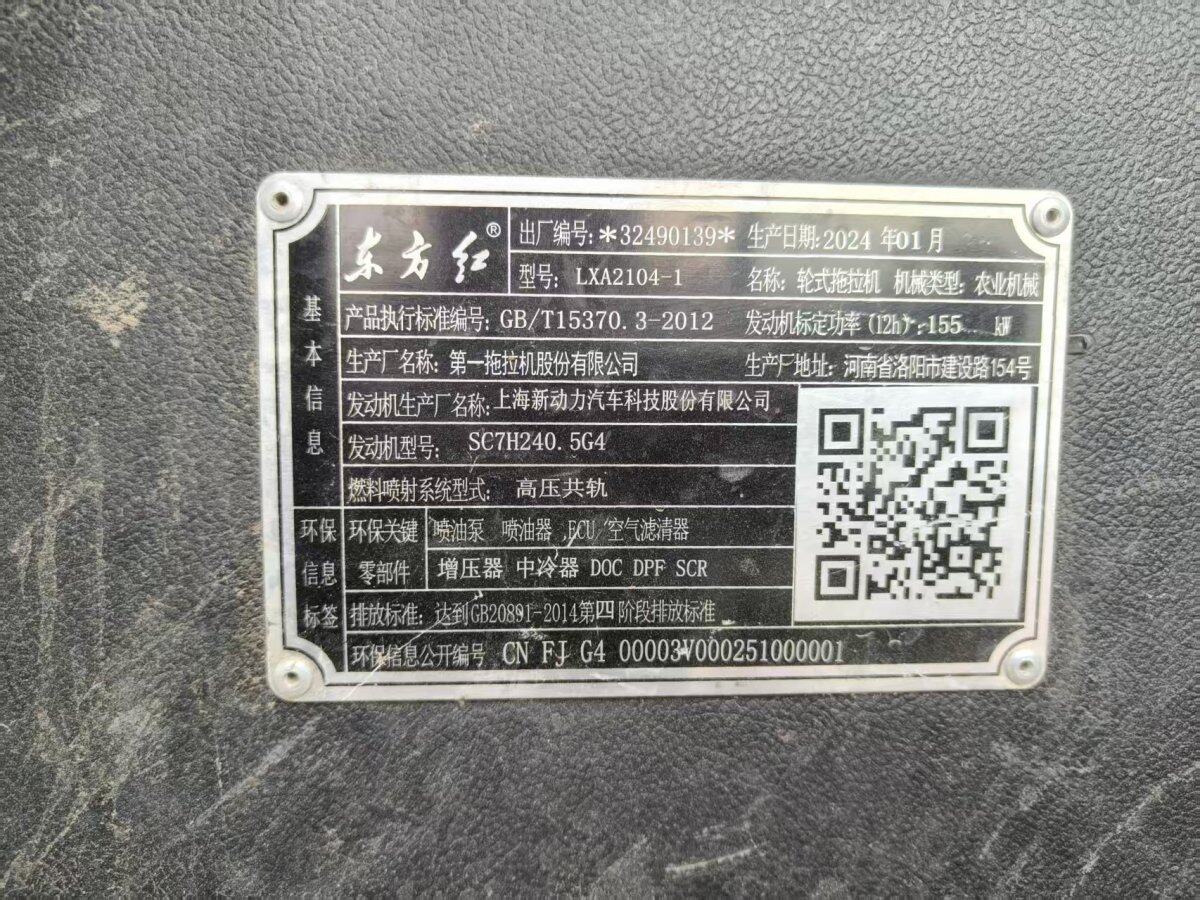 东方红®
出厂编号:*32490139* 生产日期:2024 年01月
型号: LXA2104-1 名称: 轮式拖拉机 机械类型: 农业机械
基本信息
产品执行标准编号: GB/T15370.3-2012 发动机标定功率(12h):155 kW
生产厂名称: 第一拖拉机股份有限公司 生产厂地址: 河南省洛阳市建设路154号
发动机生产厂名称: 上海新动力汽车科技股份有限公司
发动机型号: SC7H240.5G4
燃料喷射系统型式: 高压共轨
环保信息标签
环保关键零部件
喷油泵 喷油器 ECU 空气滤清器
增压器 中冷器 DOC DPF SCR
排放标准: 达到GB20891-2014第四阶段排放标准
环保信息公开编号 CN FJ G4 00003V000251000001